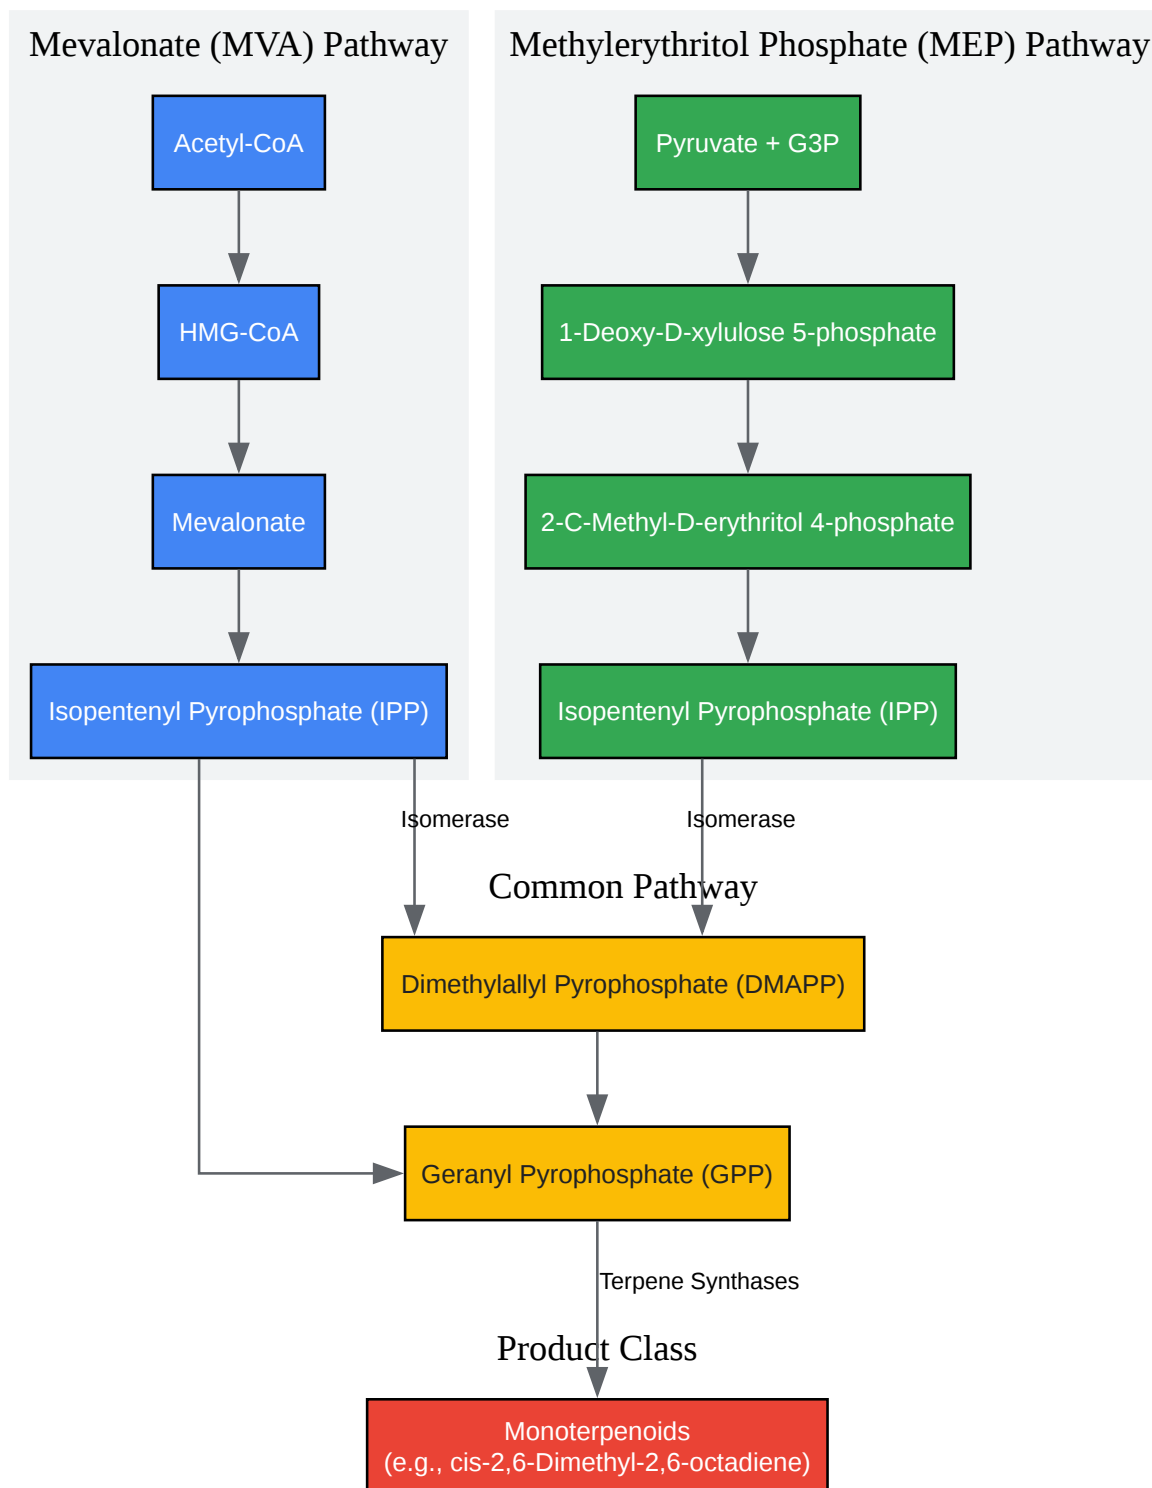 Mevalonate (MVA) Pathway
Acetyl-CoA
HMG-CoA
Mevalonate
Isopentenyl Pyrophosphate (IPP)
Methylerythritol Phosphate (MEP) Pathway
Pyruvate + G3P
1-Deoxy-D-xylulose 5-phosphate
2-C-Methyl-D-erythritol 4-phosphate
Isopentenyl Pyrophosphate (IPP)
Isomerase
Isomerase
Common Pathway
Dimethylallyl Pyrophosphate (DMAPP)
Geranyl Pyrophosphate (GPP)
Terpene Synthases
Product Class
Monoterpenoids
(e.g., cis-2,6-Dimethyl-2,6-octadiene)